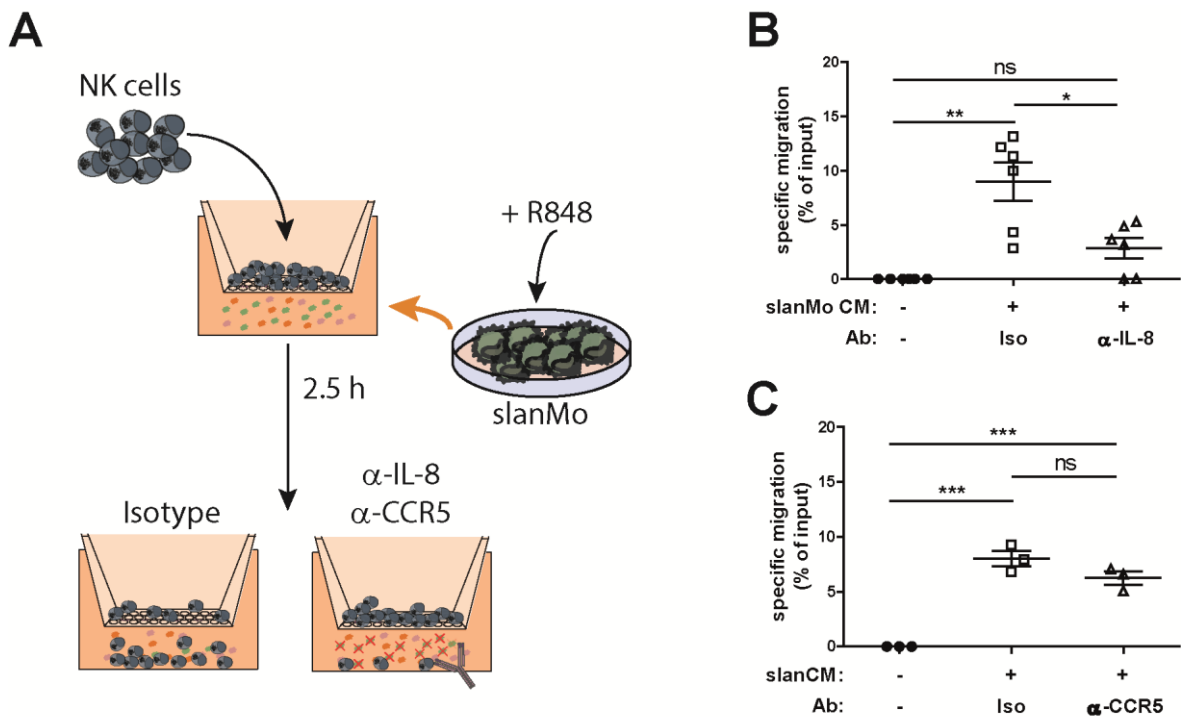 A
NK cells
+ R848
slanMo
2.5 h
Isotype
α-IL-8
α-CCR5
B
specific migration
(% of input)
20
15
10
5
0
ns
**
*
slanMo CM: - + +
Ab: - Iso α-IL-8
C
specific migration
(% of input)
20
15
10
5
0
***
ns
***
slanCM: - + +
Ab: - Iso α-CCR5